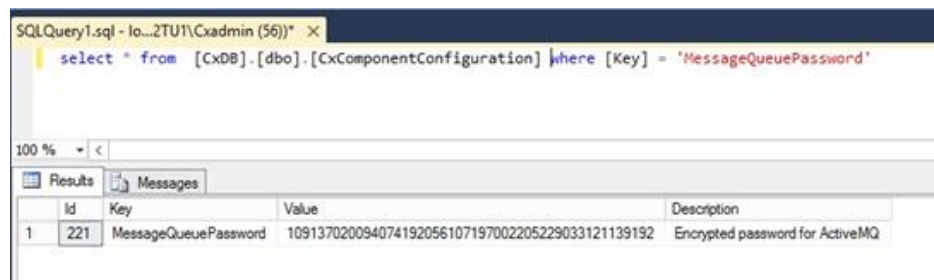 SQLQuery1.sql - lo...2TU1\Cxadmin (56))* ×
select * from [CxDB].[dbo].[CxComponentConfiguration] where [Key] = 'MessageQueuePassword'
100 %
Results Messages
Id Key Value Description
1 221 MessageQueuePassword 109137020094074192056107197002205229033121139192 Encrypted password for ActiveMQ